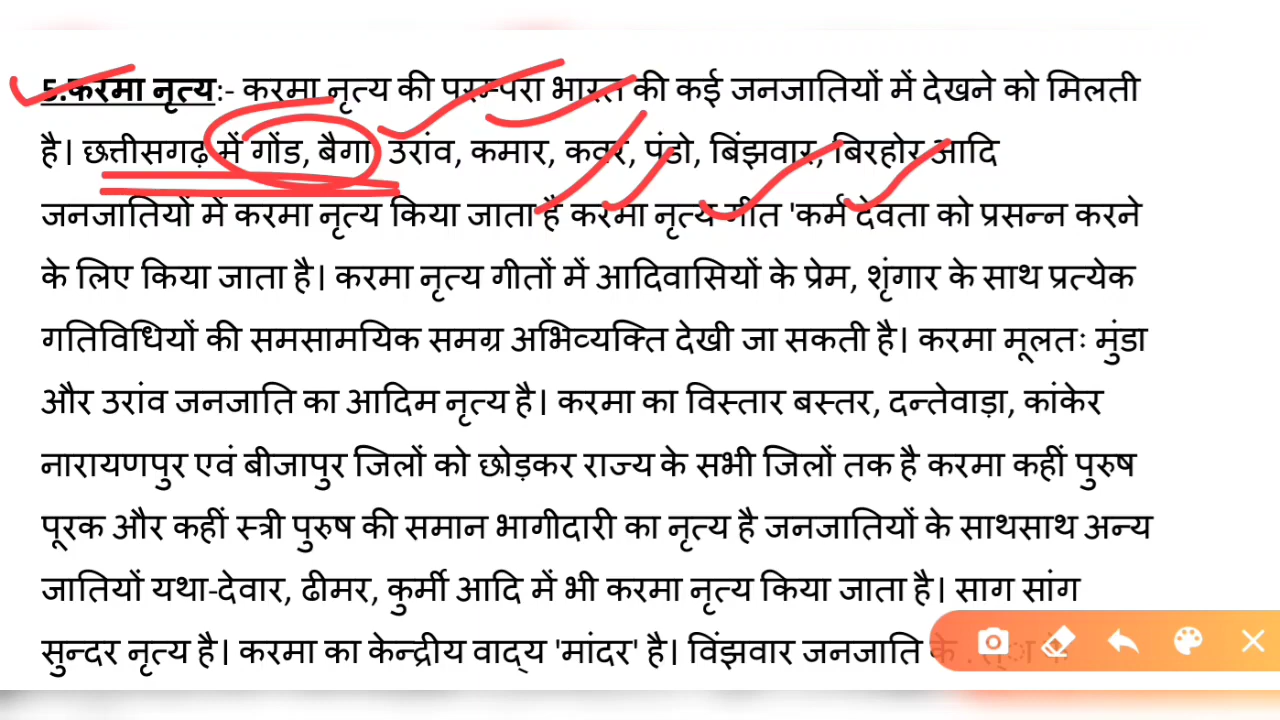 5.करमा नृत्य:- करमा नृत्य की परम्परा भारत की कई जनजातियों में देखने को मिलती
है। छत्तीसगढ़ में गोंड, बैगा, उरांव, कमार, कवर, पंडो, बिंझवार, बिरहोर आदि
जनजातियों में करमा नृत्य किया जाता है करमा नृत्य गीत 'कर्म देवता को प्रसन्न करने
के लिए किया जाता है। करमा नृत्य गीतों में आदिवासियों के प्रेम, शृंगार के साथ प्रत्येक
गतिविधियों की समसामयिक समग्र अभिव्यक्ति देखी जा सकती है। करमा मूलतः मुंडा
और उरांव जनजाति का आदिम नृत्य है। करमा का विस्तार बस्तर, दन्तेवाड़ा, कांकेर
नारायणपुर एवं बीजापुर जिलों को छोड़कर राज्य के सभी जिलों तक है करमा कहीं पुरुष
पूरक और कहीं स्त्री पुरुष की समान भागीदारी का नृत्य है जनजातियों के साथसाथ अन्य
जातियों यथा-देवार, ढीमर, कुर्मी आदि में भी करमा नृत्य किया जाता है। साग सांग
सुन्दर नृत्य है। करमा का केन्द्रीय वाद्य 'मांदर' है। विंझवार जनजाति के